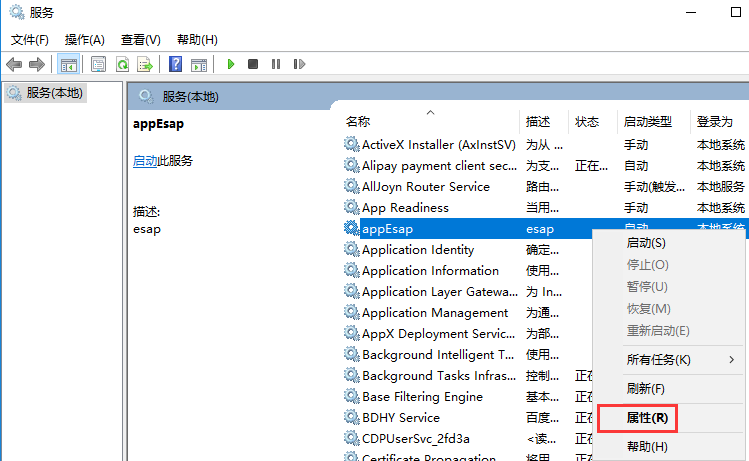 服务
文件(F) 操作(A) 查看(V) 帮助(H)
服务(本地)
服务(本地)
appEsap
启动此服务
描述:
esap
名称 描述 状态 启动类型 登录为
ActiveX Installer (AxInstSV) 为从 ... 手动 本地系统
Alipay payment client sec... 为支... 正在... 自动 本地系统
AllJoyn Router Service 路由... 手动(触发... 本地服务
App Readiness 当用... 手动 本地系统
appEsap esap 自动 本地系统
Application Identity 确定...
Application Information 使用...
Application Layer Gatewa... 为 In...
Application Management 为通...
AppX Deployment Servic... 为部...
Background Intelligent T... 使用...
Background Tasks Infras... 控制... 正在
Base Filtering Engine 基本... 正在
BDHY Service 百度... 正在
CDPUserSvc_2fd3a <读... 正在
Certificate Propagation 将用... 正在
启动(S)
停止(O)
暂停(U)
恢复(M)
重新启动(E)
所有任务(K)
刷新(F)
属性(R)
帮助(H)